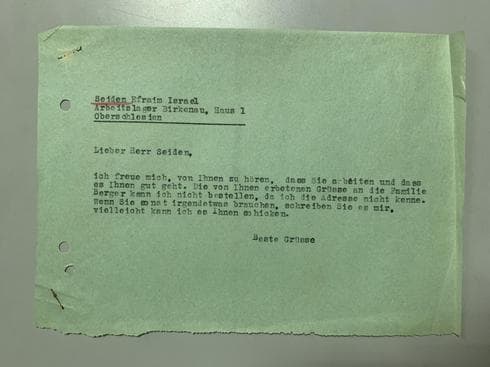 Seiden Efraim Israel
Arbeitslager Birkenau, Haus 1
Oberschlesien
Lieber Herr Seiden,
ich freue mich, von Ihnen zu hören, dass Sie arbeiten und dass
es Ihnen gut geht. Die von Ihnen erbetenen Grüsse an die Familie
Berger kann ich nicht bestellen, da ich die Adresse nicht kenne.
Wenn Sie sonst irgendetwas brauchen, schreiben Sie es mir,
vielleicht kann ich es Ihnen schicken.
Beste Grüsse